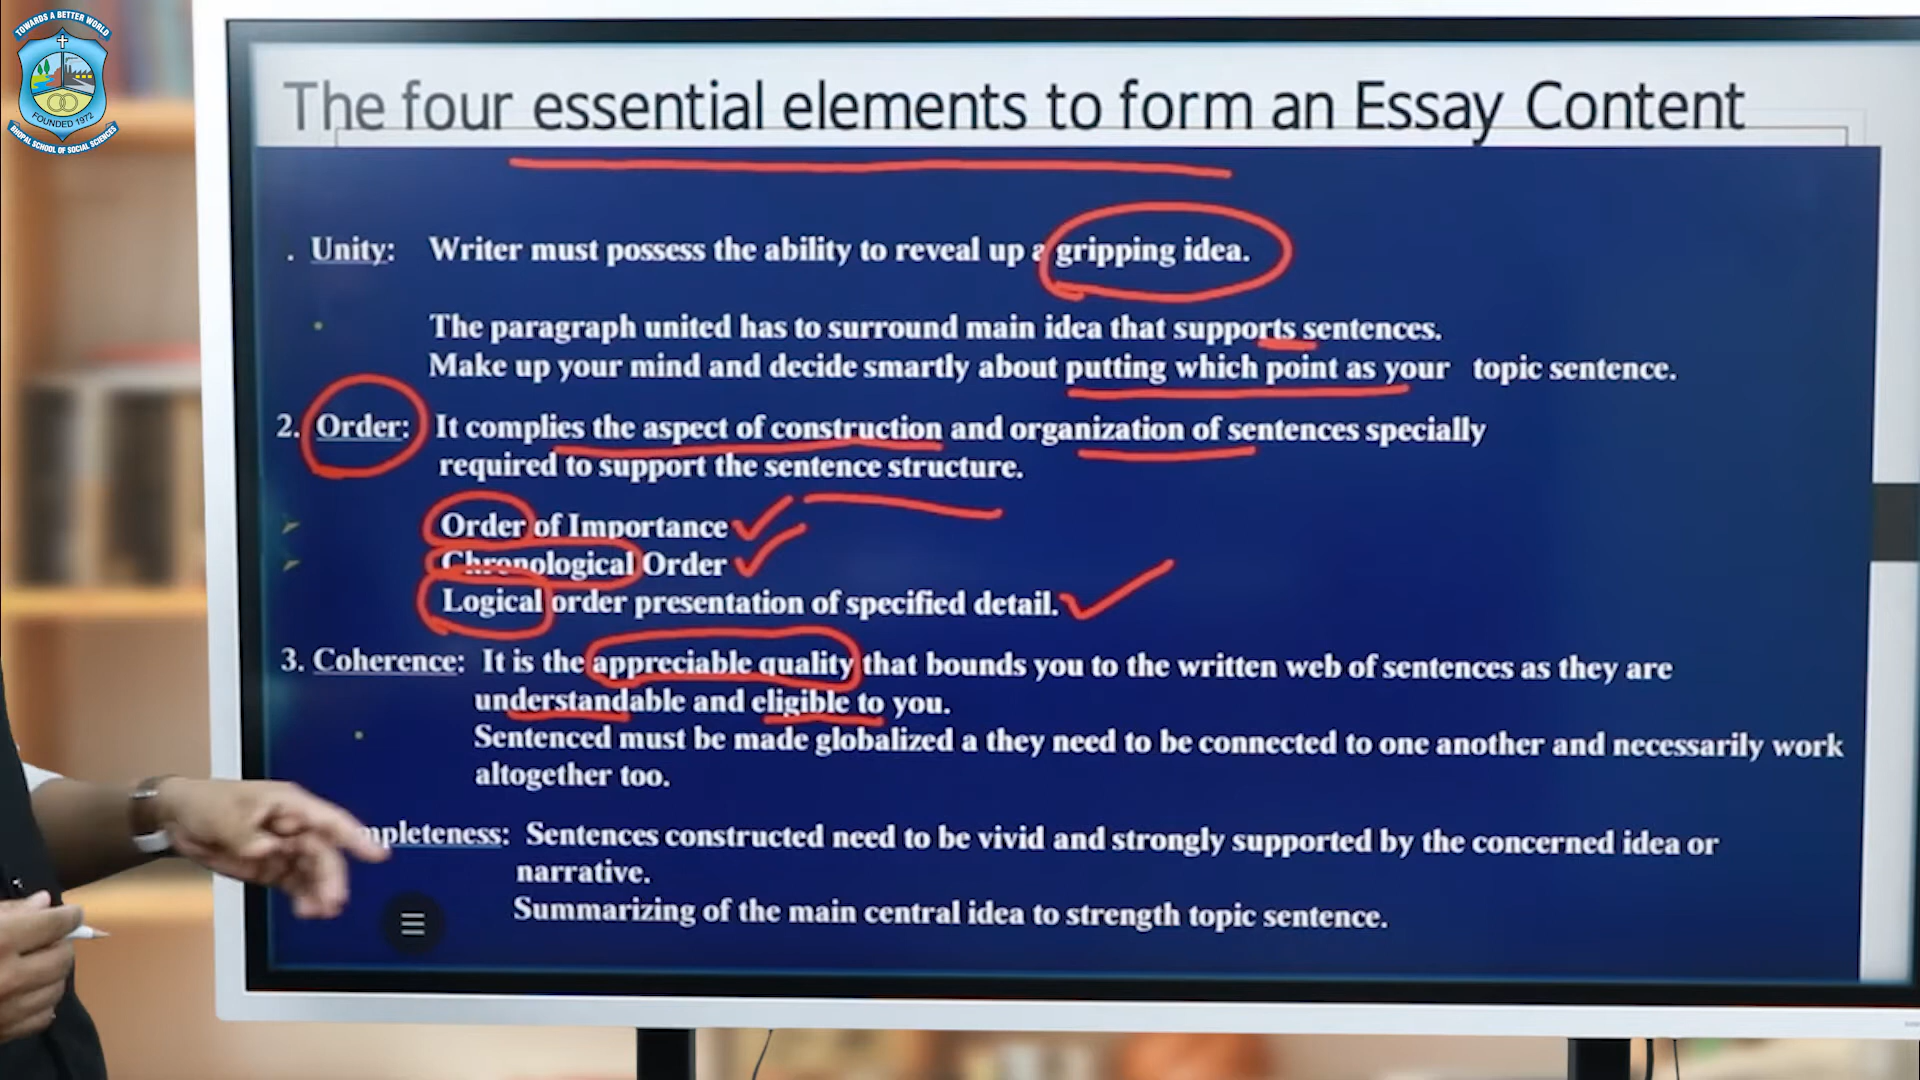 TOWARDS A BETTER WORLD
FOUNDED 1972
BHOPAL SCHOOL OF SOCIAL SCIENCES
The four essential elements to form an Essay Content
. Unity: Writer must possess the ability to reveal up a gripping idea.
The paragraph united has to surround main idea that supports sentences.
Make up your mind and decide smartly about putting which point as your topic sentence.
2. Order: It complies the aspect of construction and organization of sentences specially
required to support the sentence structure.
Order of Importance
Chronological Order
Logical order presentation of specified detail.
3. Coherence: It is the appreciable quality that bounds you to the written web of sentences as they are
understandable and eligible to you.
Sentenced must be made globalized a they need to be connected to one another and necessarily work
altogether too.
mpleteness: Sentences constructed need to be vivid and strongly supported by the concerned idea or
narrative.
Summarizing of the main central idea to strength topic sentence.